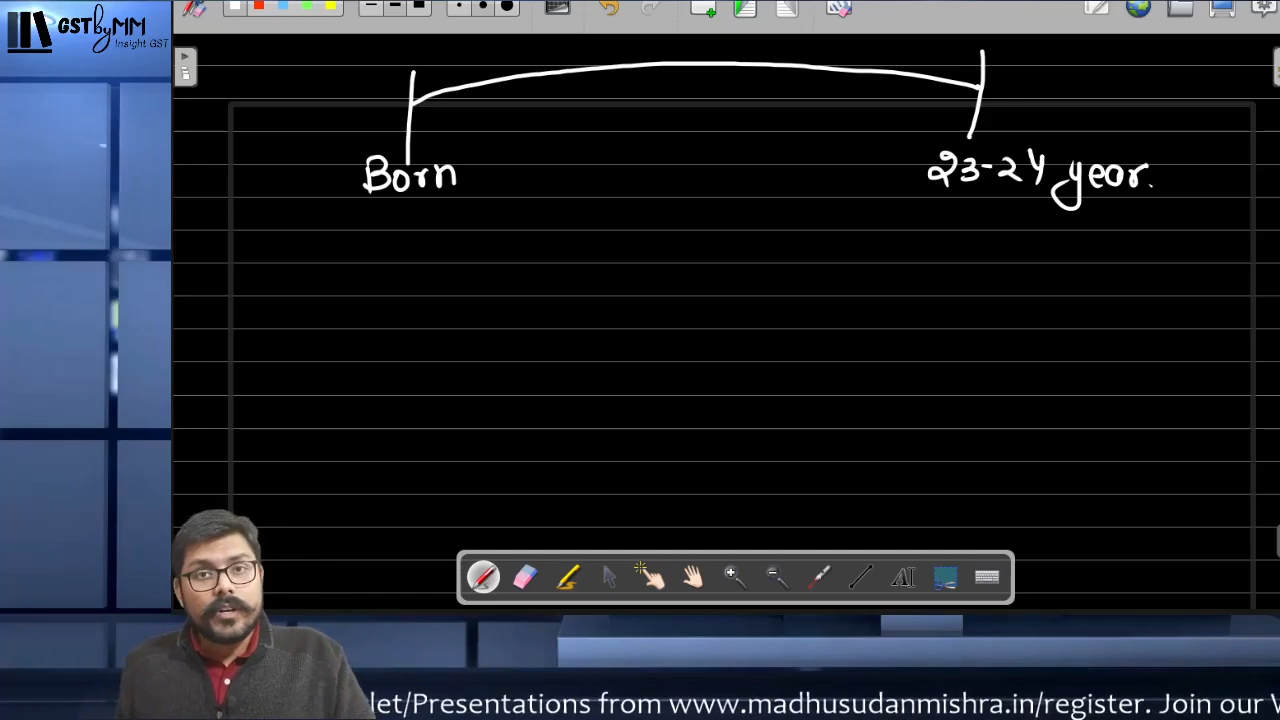 GSTbyMM
Insight GST
Born
23-24 year.
let/Presentations from www.madhusudanmishra.in/register. Join our